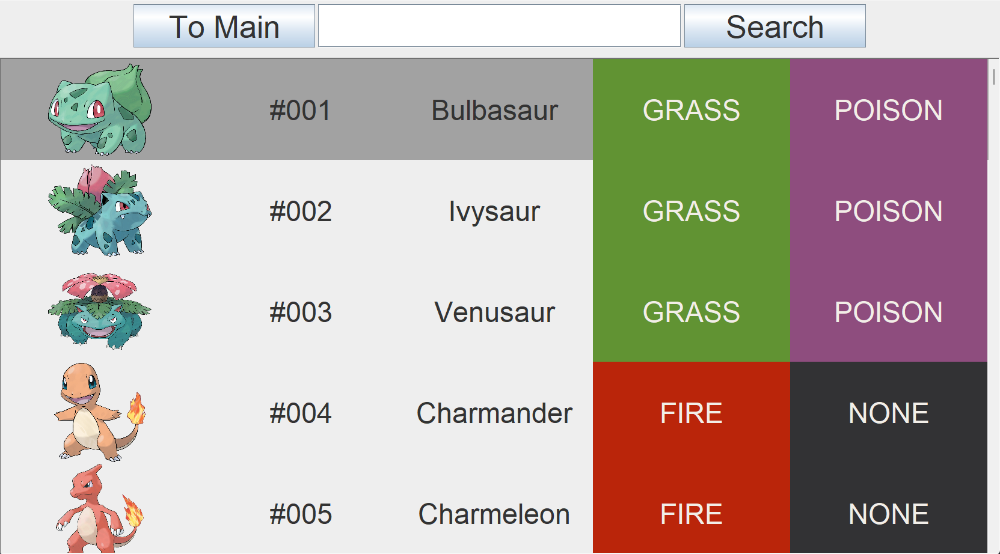 To Main Search
#001 Bulbasaur GRASS POISON
#002 Ivysaur GRASS POISON
#003 Venusaur GRASS POISON
#004 Charmander FIRE NONE
#005 Charmeleon FIRE NONE